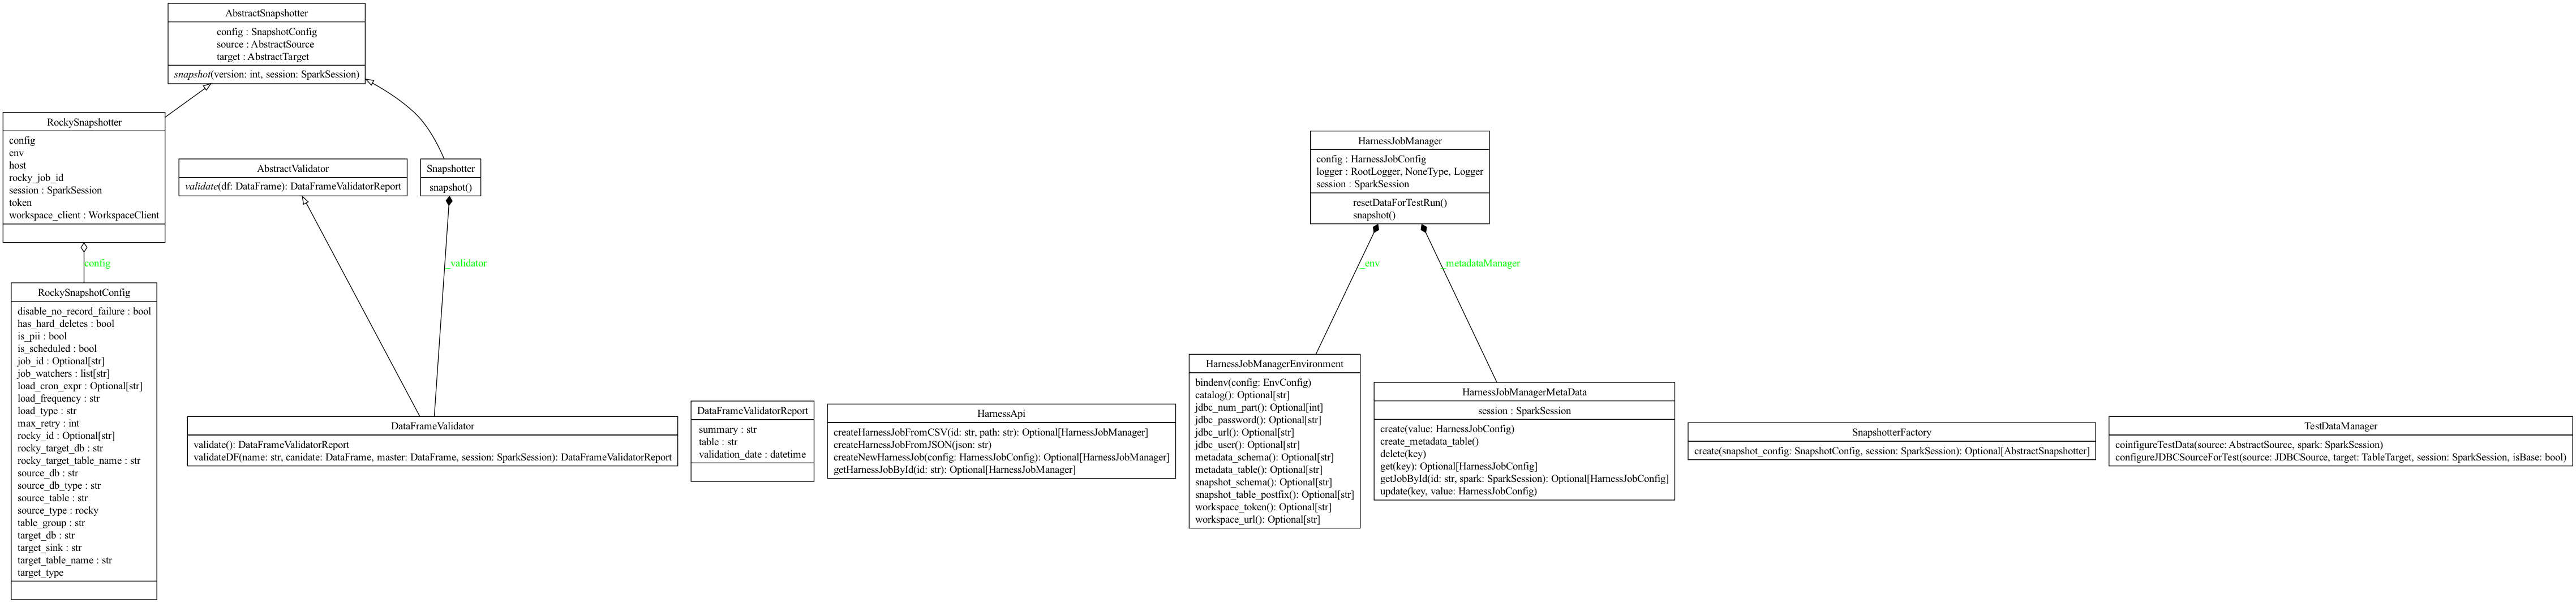 AbstractSnapshotter
config : SnapshotConfig
source : AbstractSource
target : AbstractTarget
snapshot(version: int, session: SparkSession)
RockySnapshotter
config
env
host
rocky_job_id
session : SparkSession
token
workspace_client : WorkspaceClient
AbstractValidator
validate(df: DataFrame): DataFrameValidatorReport
Snapshotter
snapshot()
HarnessJobManager
config : HarnessJobConfig
logger : RootLogger, NoneType, Logger
session : SparkSession
resetDataForTestRun()
snapshot()
config
_validator
_env
_metadataManager
RockySnapshotConfig
disable_no_record_failure : bool
has_hard_deletes : bool
is_pii : bool
is_scheduled : bool
job_id : Optional[str]
job_watchers : list[str]
load_cron_expr : Optional[str]
load_frequency : str
load_type : str
max_retry : int
rocky_id : Optional[str]
rocky_target_db : str
rocky_target_table_name : str
source_db : str
source_db_type : str
source_table : str
source_type : rocky
table_group : str
target_db : str
target_sink : str
target_table_name : str
target_type
DataFrameValidator
validate(): DataFrameValidatorReport
validateDF(name: str, canidate: DataFrame, master: DataFrame, session: SparkSession): DataFrameValidatorReport
DataFrameValidatorReport
summary : str
table : str
validation_date : datetime
HarnessApi
createHarnessJobFromCSV(id: str, path: str): Optional[HarnessJobManager]
createHarnessJobFromJSON(json: str)
createNewHarnessJob(config: HarnessJobConfig): Optional[HarnessJobManager]
getHarnessJobById(id: str): Optional[HarnessJobManager]
HarnessJobManagerEnvironment
bindenv(config: EnvConfig)
catalog(): Optional[str]
jdbc_num_part(): Optional[int]
jdbc_password(): Optional[str]
jdbc_url(): Optional[str]
jdbc_user(): Optional[str]
metadata_schema(): Optional[str]
metadata_table(): Optional[str]
snapshot_schema(): Optional[str]
snapshot_table_postfix(): Optional[str]
workspace_token(): Optional[str]
workspace_url(): Optional[str]
HarnessJobManagerMetaData
session : SparkSession
create(value: HarnessJobConfig)
create_metadata_table()
delete(key)
get(key): Optional[HarnessJobConfig]
getJobById(id: str, spark: SparkSession): Optional[HarnessJobConfig]
update(key, value: HarnessJobConfig)
SnapshotterFactory
create(snapshot_config: SnapshotConfig, session: SparkSession): Optional[AbstractSnapshotter]
TestDataManager
coinfigureTestData(source: AbstractSource, spark: SparkSession)
configureJDBCSourceForTest(source: JDBCSource, target: TableTarget, session: SparkSession, isBase: bool)